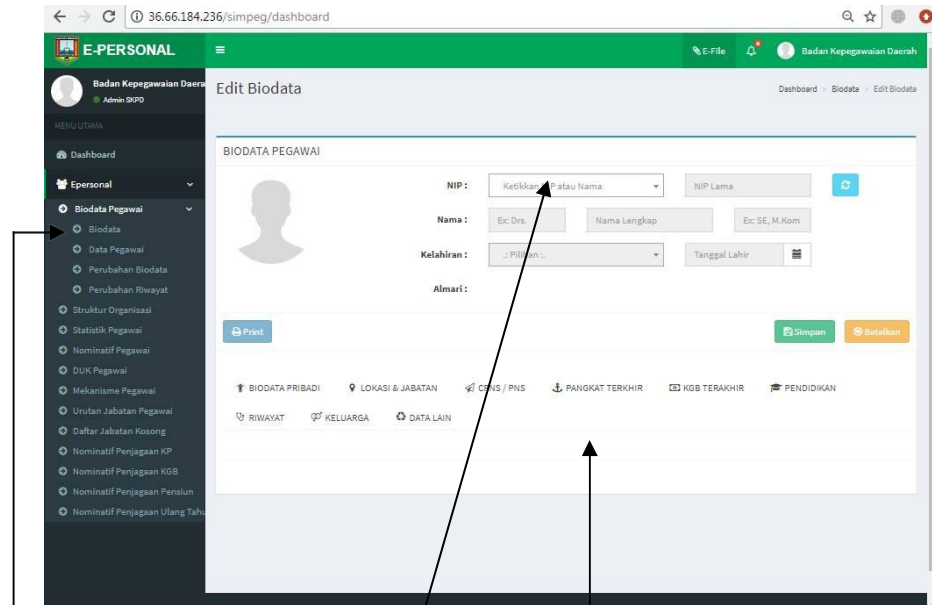 36.66.184.236/simpeg/dashboard
E-PERSONAL
E-File
Badan Kepegawaian Daerah
Badan Kepegawaian Daera
Admin SKPD
Edit Biodata
Dashboard > Biodata > Edit Biodata
MENU UTAMA
Dashboard
Epersonal
Biodata Pegawai
Biodata
Data Pegawai
Perubahan Biodata
Perubahan Riwayat
Struktur Organisasi
Statistik Pegawai
Nominatif Pegawai
DUK Pegawai
Mekanisme Pegawai
Urutan Jabatan Pegawai
Daftar Jabatan Kosong
Nominatif Penjagaan KP
Nominatif Penjagaan KGB
Nominatif Penjagaan Pensiun
Nominatif Penjagaan Ulang Tahu
BIODATA PEGAWAI
NIP : Ketikkan NIP atau Nama NIP Lama
Nama : Ex: Drs. Nama Lengkap Ex: SE, M.Kom
Kelahiran : .: Pilihan :. Tanggal Lahir
Almari :
Print Simpan Batalkan
BIODATA PRIBADI LOKASI & JABATAN CPNS / PNS PANGKAT TERKHIR KGB TERAKHIR PENDIDIKAN
RIWAYAT KELUARGA DATA LAIN